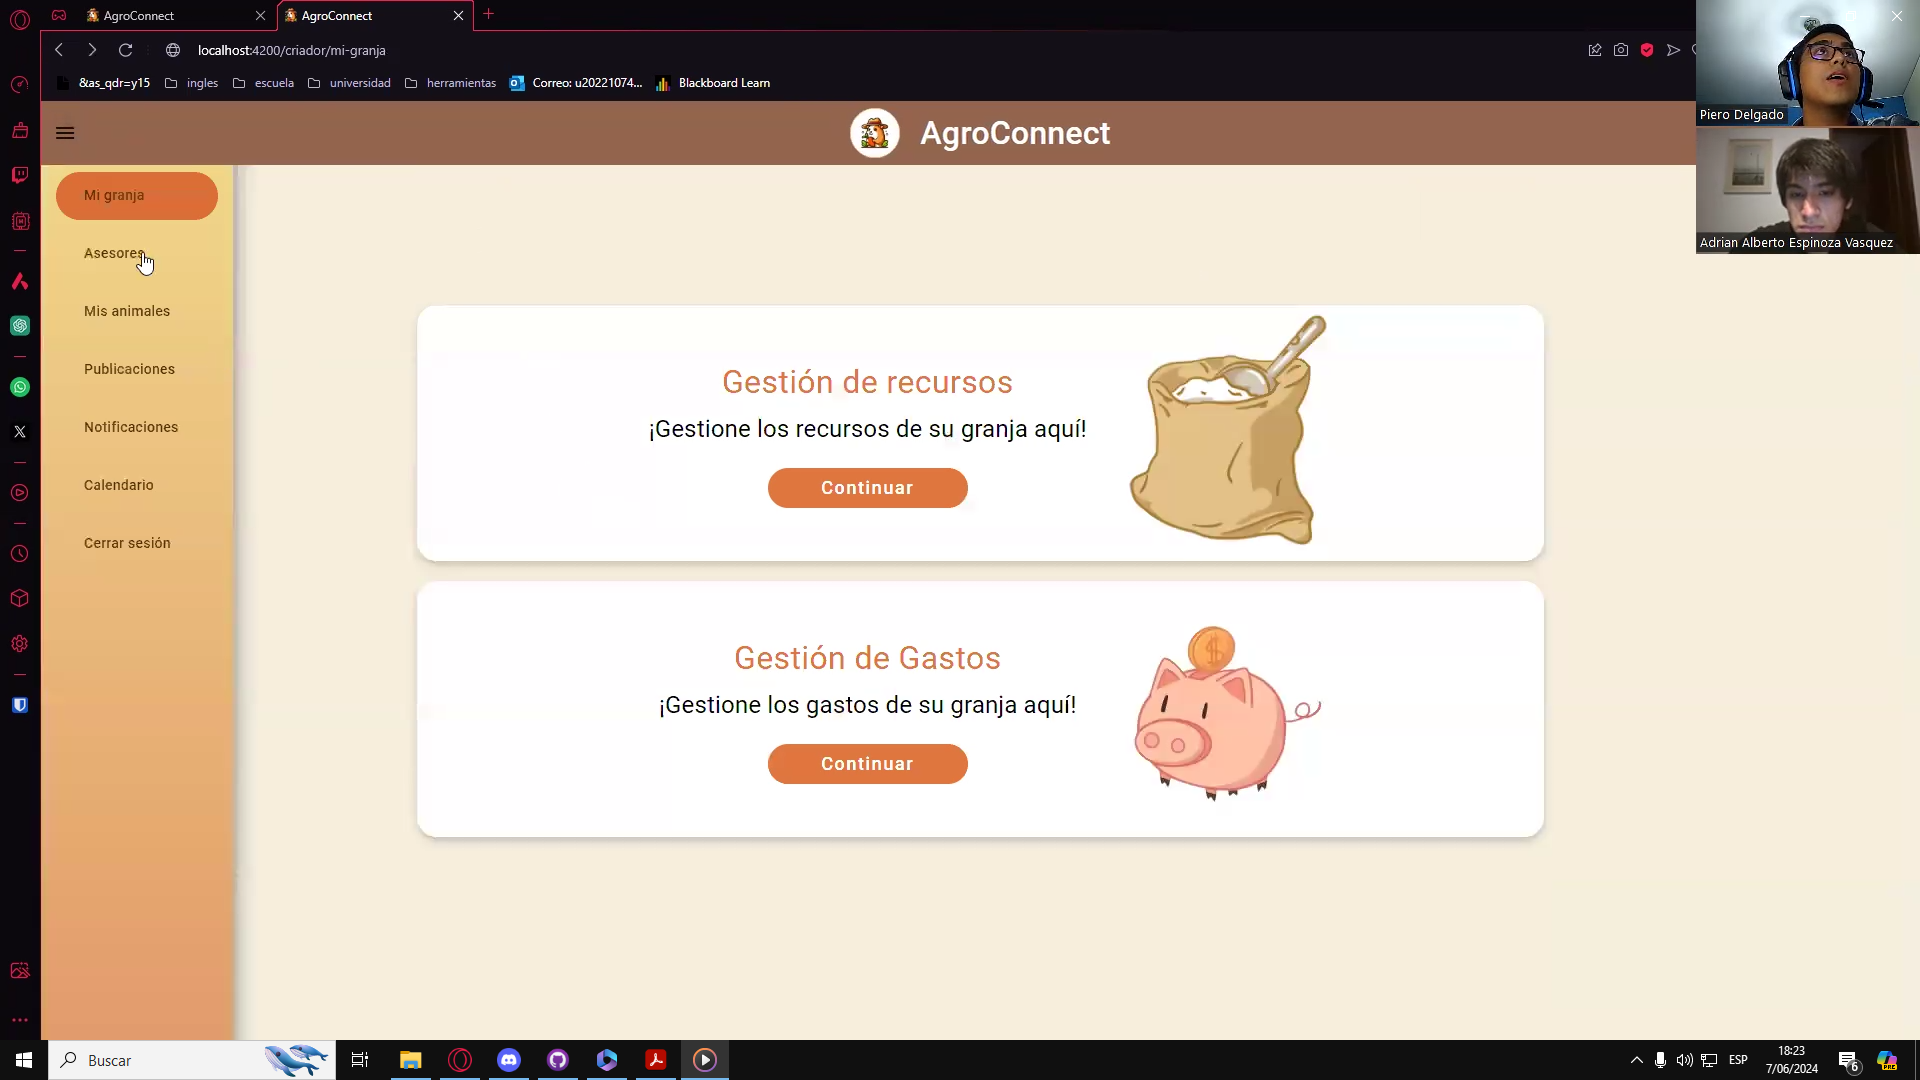 AgroConnect
AgroConnect
localhost:4200/criador/mi-granja
&as_qdr=y15
ingles
escuela
universidad
herramientas
Correo: u20221074...
Blackboard Learn
AgroConnect
Piero Delgado
Adrian Alberto Espinoza Vasquez
Mi granja
Asesores
Mis animales
Publicaciones
Notificaciones
Calendario
Cerrar sesión
Gestión de recursos
¡Gestione los recursos de su granja aquí!
Continuar
Gestión de Gastos
¡Gestione los gastos de su granja aquí!
Continuar
Buscar
ESP
18:23
7/06/2024
6
PRE